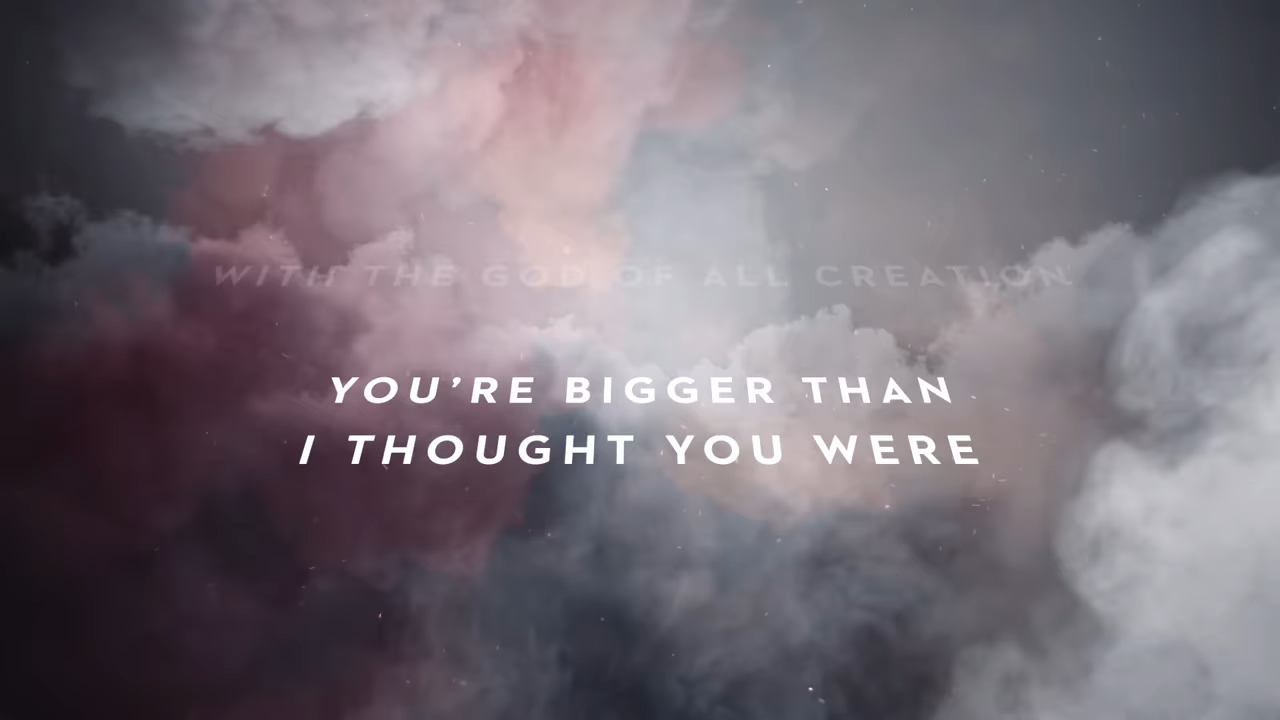 WITH THE GOD OF ALL CREATION
YOU’RE BIGGER THAN
I THOUGHT YOU WERE